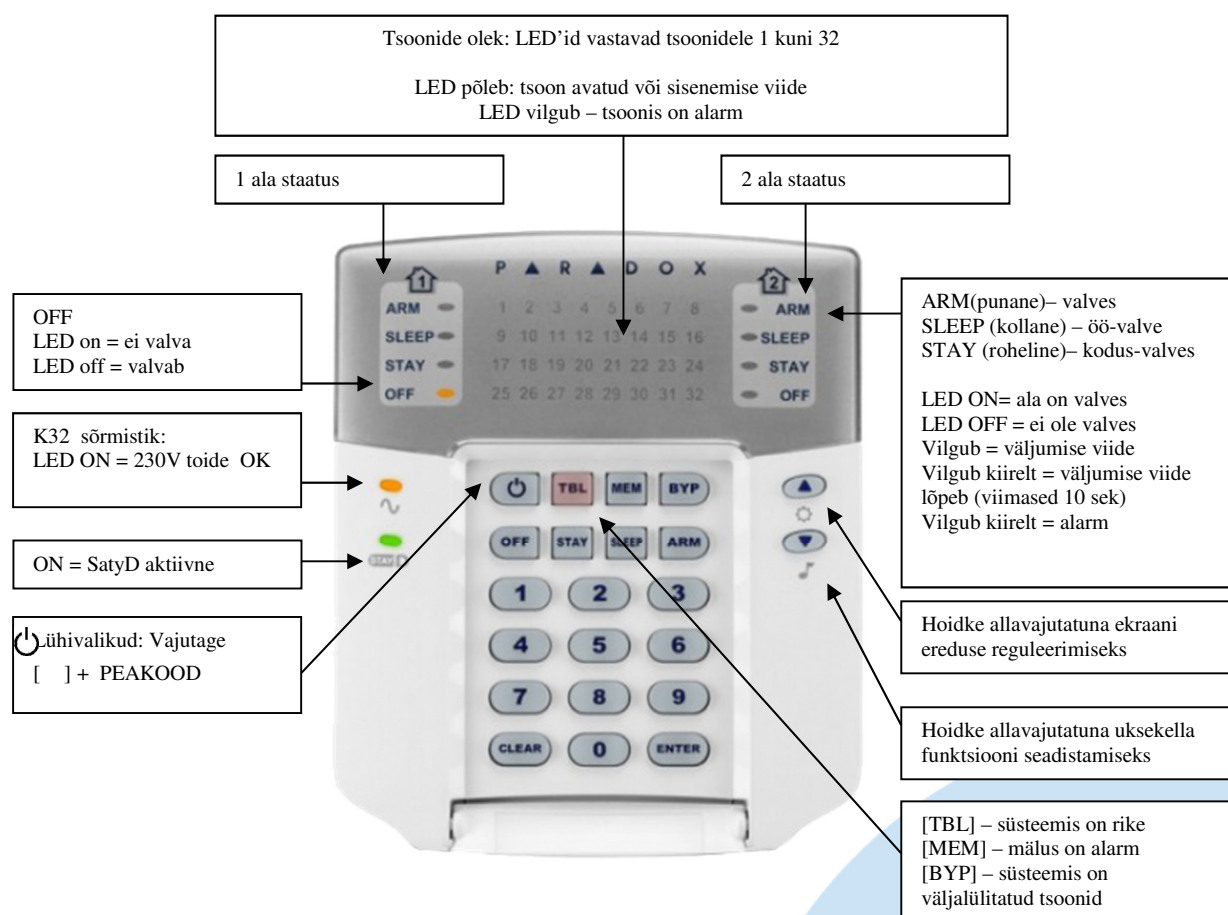 Tsoonide olek: LED'id vastavad tsoonidele 1 kuni 32
LED põleb: tsoon avatud või sisenemise viide
LED vilgub – tsoonis on alarm
1 ala staatus
2 ala staatus
OFF
LED on = ei valva
LED off = valvab
K32 sõrmistik:
LED ON = 230V toide OK
ON = SatyD aktiivne
Lühivalikud: Vajutage
[ ] + PEAKOOD
P ▲ R ▲ D O X
1
ARM
SLEEP
STAY
OFF
1 2 3 4 5 6 7 8
9 10 11 12 13 14 15 16
17 18 19 20 21 22 23 24
25 26 27 28 29 30 31 32
2
ARM
SLEEP
STAY
OFF
TBL MEM BYP
OFF STAY SLEEP ARM
STAY D
1 2 3
4 5 6
7 8 9
CLEAR 0 ENTER
ARM(punane)– valves
SLEEP (kollane) – öö-valve
STAY (roheline)– kodus-valves
LED ON= ala on valves
LED OFF = ei ole valves
Vilgub = väljumise viide
Vilgub kiirelt = väljumise viide
lõpeb (viimased 10 sek)
Vilgub kiirelt = alarm
Hoidke allavajutatuna ekraani
ereduse reguleerimiseks
Hoidke allavajutatuna uksekella
funktsiooni seadistamiseks
[TBL] – süsteemis on rike
[MEM] – mälus on alarm
[BYP] – süsteemis on
väljalülitatud tsoonid